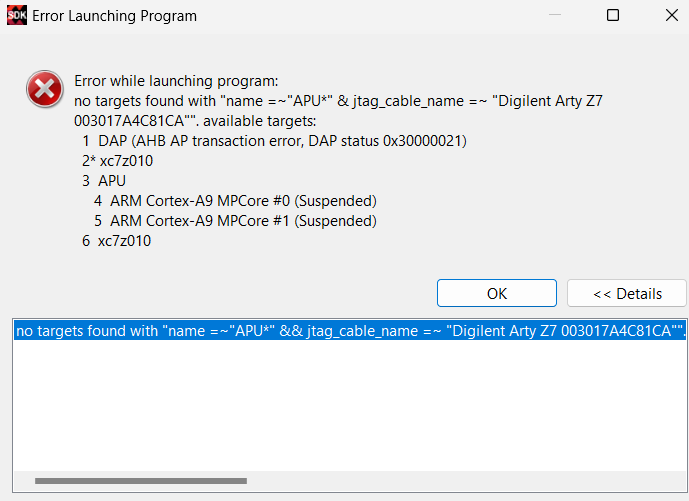 SDK Error Launching Program
Error while launching program:
no targets found with "name =~"APU*" & jtag_cable_name =~ "Digilent Arty Z7
003017A4C81CA"". available targets:
1 DAP (AHB AP transaction error, DAP status 0x30000021)
2* xc7z010
3 APU
4 ARM Cortex-A9 MPCore #0 (Suspended)
5 ARM Cortex-A9 MPCore #1 (Suspended)
6 xc7z010
OK
<< Details
no targets found with "name =~"APU*" && jtag_cable_name =~ "Digilent Arty Z7 003017A4C81CA"".